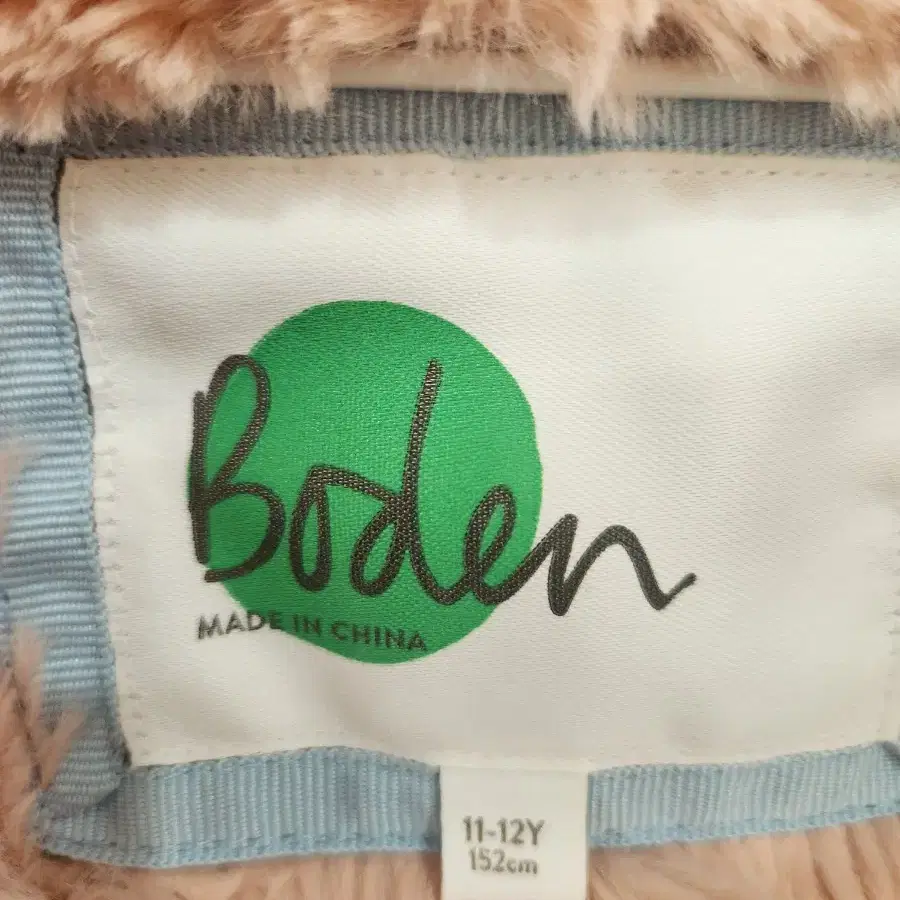 Boden
MADE IN CHINA
11-12Y
152cm